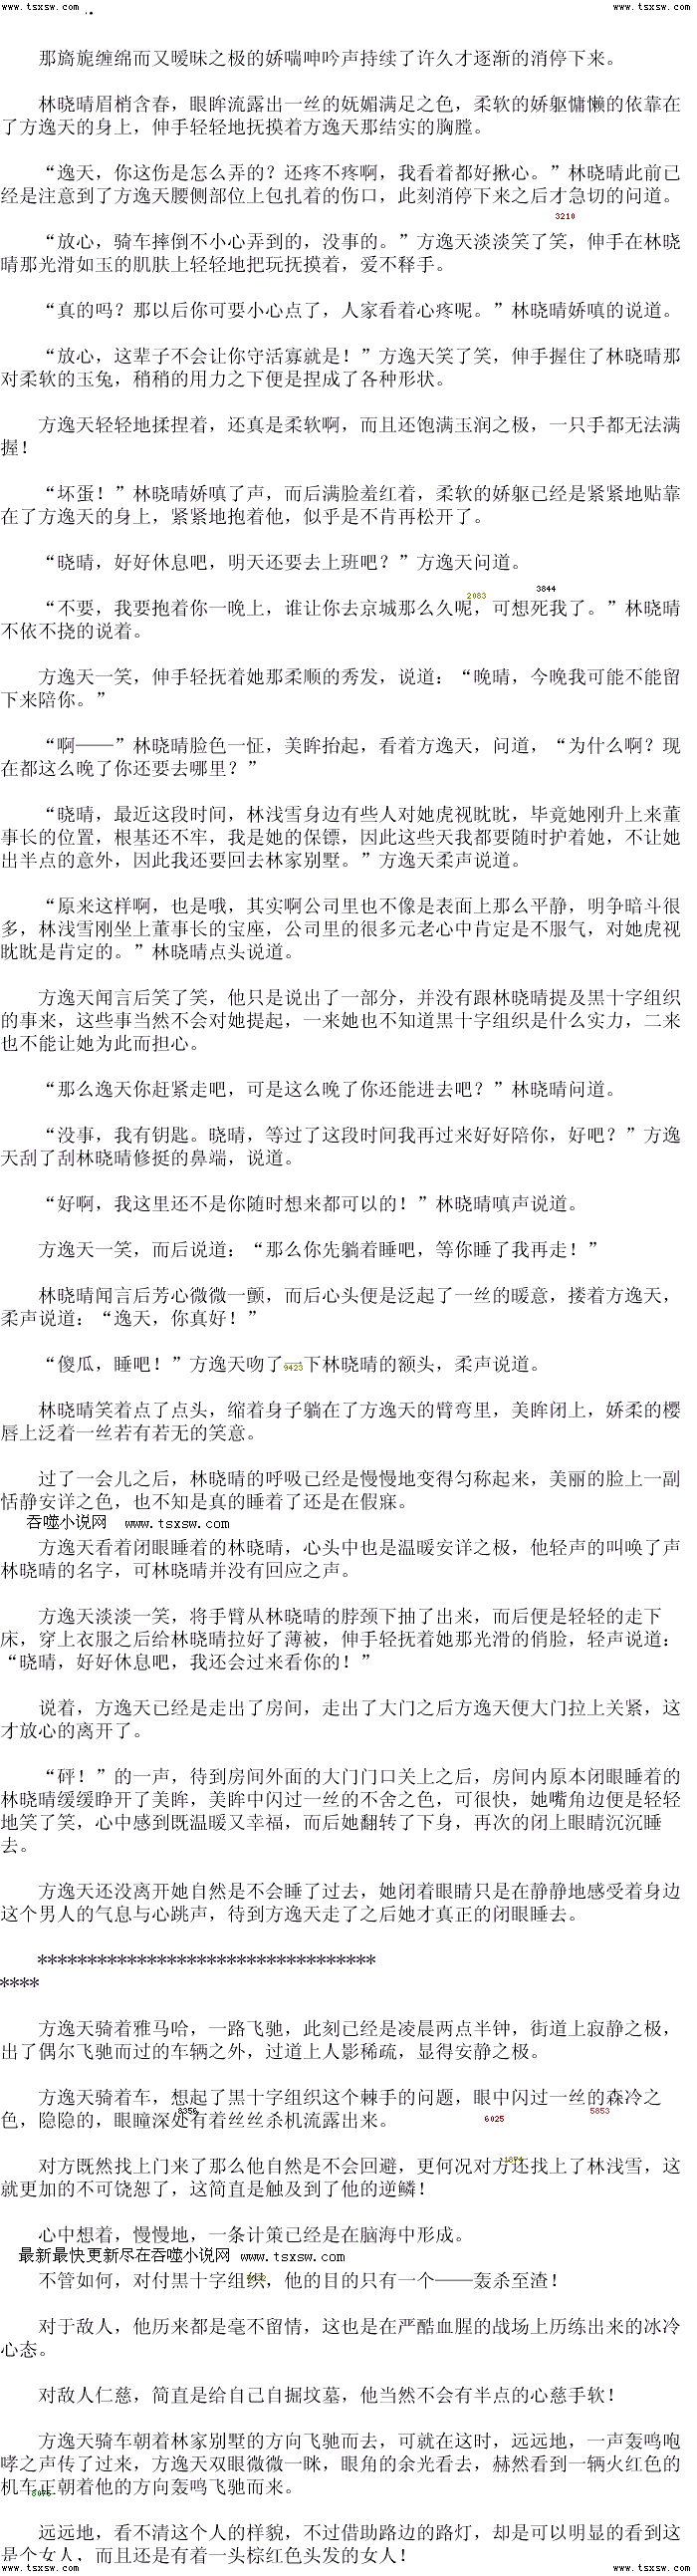 www.tsxsw.com www.tsxsw.com
那旖旎缠绵而又暧昧之极的娇喘呻吟声持续了许久才逐渐的消停下来。
林晓晴眉梢含春，眼眸流露出一丝的妩媚满足之色，柔软的娇躯慵懒的依靠在
了方逸天的身上，伸手轻轻地抚摸着方逸天那结实的胸膛。
“逸天，你这伤是怎么弄的？还疼不疼啊，我看着都好揪心。”林晓晴此前已
经是注意到了方逸天腰侧部位上包扎着的伤口，此刻消停下来之后才急切的问道。
3210
“放心，骑车摔倒不小心弄到的，没事的。”方逸天淡淡笑了笑，伸手在林晓
晴那光滑如玉的肌肤上轻轻地把玩抚摸着，爱不释手。
“真的吗？那以后你可要小心点了，人家看着心疼呢。”林晓晴娇嗔的说道。
“放心，这辈子不会让你守活寡就是！”方逸天笑了笑，伸手握住了林晓晴那
对柔软的玉兔，稍稍的用力之下便是捏成了各种形状。
方逸天轻轻地揉捏着，还真是柔软啊，而且还饱满玉润之极，一只手都无法满
握！
“坏蛋！”林晓晴娇嗔了声，而后满脸羞红着，柔软的娇躯已经是紧紧地贴靠
在了方逸天的身上，紧紧地抱着他，似乎是不肯再松开了。
“晓晴，好好休息吧，明天还要去上班吧？”方逸天问道。
2083 3844
“不要，我要抱着你一晚上，谁让你去京城那么久呢，可想死我了。”林晓晴
不依不挠的说着。
方逸天一笑，伸手轻抚着她那柔顺的秀发，说道：“晚晴，今晚我可能不能留
下来陪你。”
“啊——”林晓晴脸色一怔，美眸抬起，看着方逸天，问道，“为什么啊？现
在都这么晚了你还要去哪里？”
“晓晴，最近这段时间，林浅雪身边有些人对她虎视眈眈，毕竟她刚升上来董
事长的位置，根基还不牢，我是她的保镖，因此这些天我都要随时护着她，不让她
出半点的意外，因此我还要回去林家别墅。”方逸天柔声说道。
“原来这样啊，也是哦，其实啊公司里也不像是表面上那么平静，明争暗斗很
多，林浅雪刚坐上董事长的宝座，公司里的很多元老心中肯定是不服气，对她虎视
眈眈是肯定的。”林晓晴点头说道。
方逸天闻言后笑了笑，他只是说出了一部分，并没有跟林晓晴提及黑十字组织
的事来，这些事当然不会对她提起，一来她也不知道黑十字组织是什么实力，二来
也不能让她为此而担心。
“那么逸天你赶紧走吧，可是这么晚了你还能进去吧？”林晓晴问道。
“没事，我有钥匙。晓晴，等过了这段时间我再过来好好陪你，好吧？”方逸
天刮了刮林晓晴修挺的鼻端，说道。
“好啊，我这里还不是你随时想来都可以的！”林晓晴嗔声说道。
方逸天一笑，而后说道：“那么你先躺着睡吧，等你睡了我再走！”
林晓晴闻言后芳心微微一颤，而后心头便是泛起了一丝的暖意，搂着方逸天，
柔声说道：“逸天，你真好！”
“傻瓜，睡吧！”方逸天吻了一下林晓晴的额头，柔声说道。
9423
林晓晴笑着点了点头，缩着身子躺在了方逸天的臂弯里，美眸闭上，娇柔的樱
唇上泛着一丝若有若无的笑意。
过了一会儿之后，林晓晴的呼吸已经是慢慢地变得匀称起来，美丽的脸上一副
恬静安详之色，也不知是真的睡着了还是在假寐。
吞噬小说网 www.tsxsw.com
方逸天看着闭眼睡着的林晓晴，心头中也是温暖安详之极，他轻声的叫唤了声
林晓晴的名字，可林晓晴并没有回应之声。
方逸天淡淡一笑，将手臂从林晓晴的脖颈下抽了出来，而后便是轻轻的走下
床，穿上衣服之后给林晓晴拉好了薄被，伸手轻抚着她那光滑的俏脸，轻声说道：
“晓晴，好好休息吧，我还会过来看你的！”
说着，方逸天已经是走出了房间，走出了大门之后方逸天便大门拉上关紧，这
才放心的离开了。
“砰！”的一声，待到房间外面的大门门口关上之后，房间内原本闭眼睡着的
林晓晴缓缓睁开了美眸，美眸中闪过一丝的不舍之色，可很快，她嘴角边便是轻轻
地笑了笑，心中感到既温暖又幸福，而后她翻转了下身，再次的闭上眼睛沉沉睡
去。
方逸天还没离开她自然是不会睡了过去，她闭着眼睛只是在静静地感受着身边
这个男人的气息与心跳声，待到方逸天走了之后她才真正的闭眼睡去。
**********************************
****
方逸天骑着雅马哈，一路飞驰，此刻已经是凌晨两点半钟，街道上寂静之极，
出了偶尔飞驰而过的车辆之外，过道上人影稀疏，显得安静之极。
方逸天骑着车，想起了黑十字组织这个棘手的问题，眼中闪过一丝的森冷之
8356 6025 5853
色，隐隐的，眼瞳深处有着丝丝杀机流露出来。
对方既然找上门来了那么他自然是不会回避，更何况对方还找上了林浅雪，这
就更加的不可饶恕了，这简直是触及到了他的逆鳞！
心中想着，慢慢地，一条计策已经是在脑海中形成。
最新最快更新尽在吞噬小说网 www.tsxsw.com
不管如何，对付黑十字组织，他的目的只有一个——轰杀至渣！
对于敌人，他历来都是毫不留情，这也是在严酷血腥的战场上历练出来的冰冷
心态。
对敌人仁慈，简直是给自己自掘坟墓，他当然不会有半点的心慈手软！
方逸天骑车朝着林家别墅的方向飞驰而去，可就在这时，远远地，一声轰鸣咆
哮之声传了过来，方逸天双眼微微一眯，眼角的余光看去，赫然看到一辆火红色的
机车正朝着他的方向轰鸣飞驰而来。
远远地，看不清这个人的样貌，不过借助路边的路灯，却是可以明显的看到这
是个女人，而且还是有着一头棕红色头发的女人！
www.tsxsw.com www.tsxsw.com